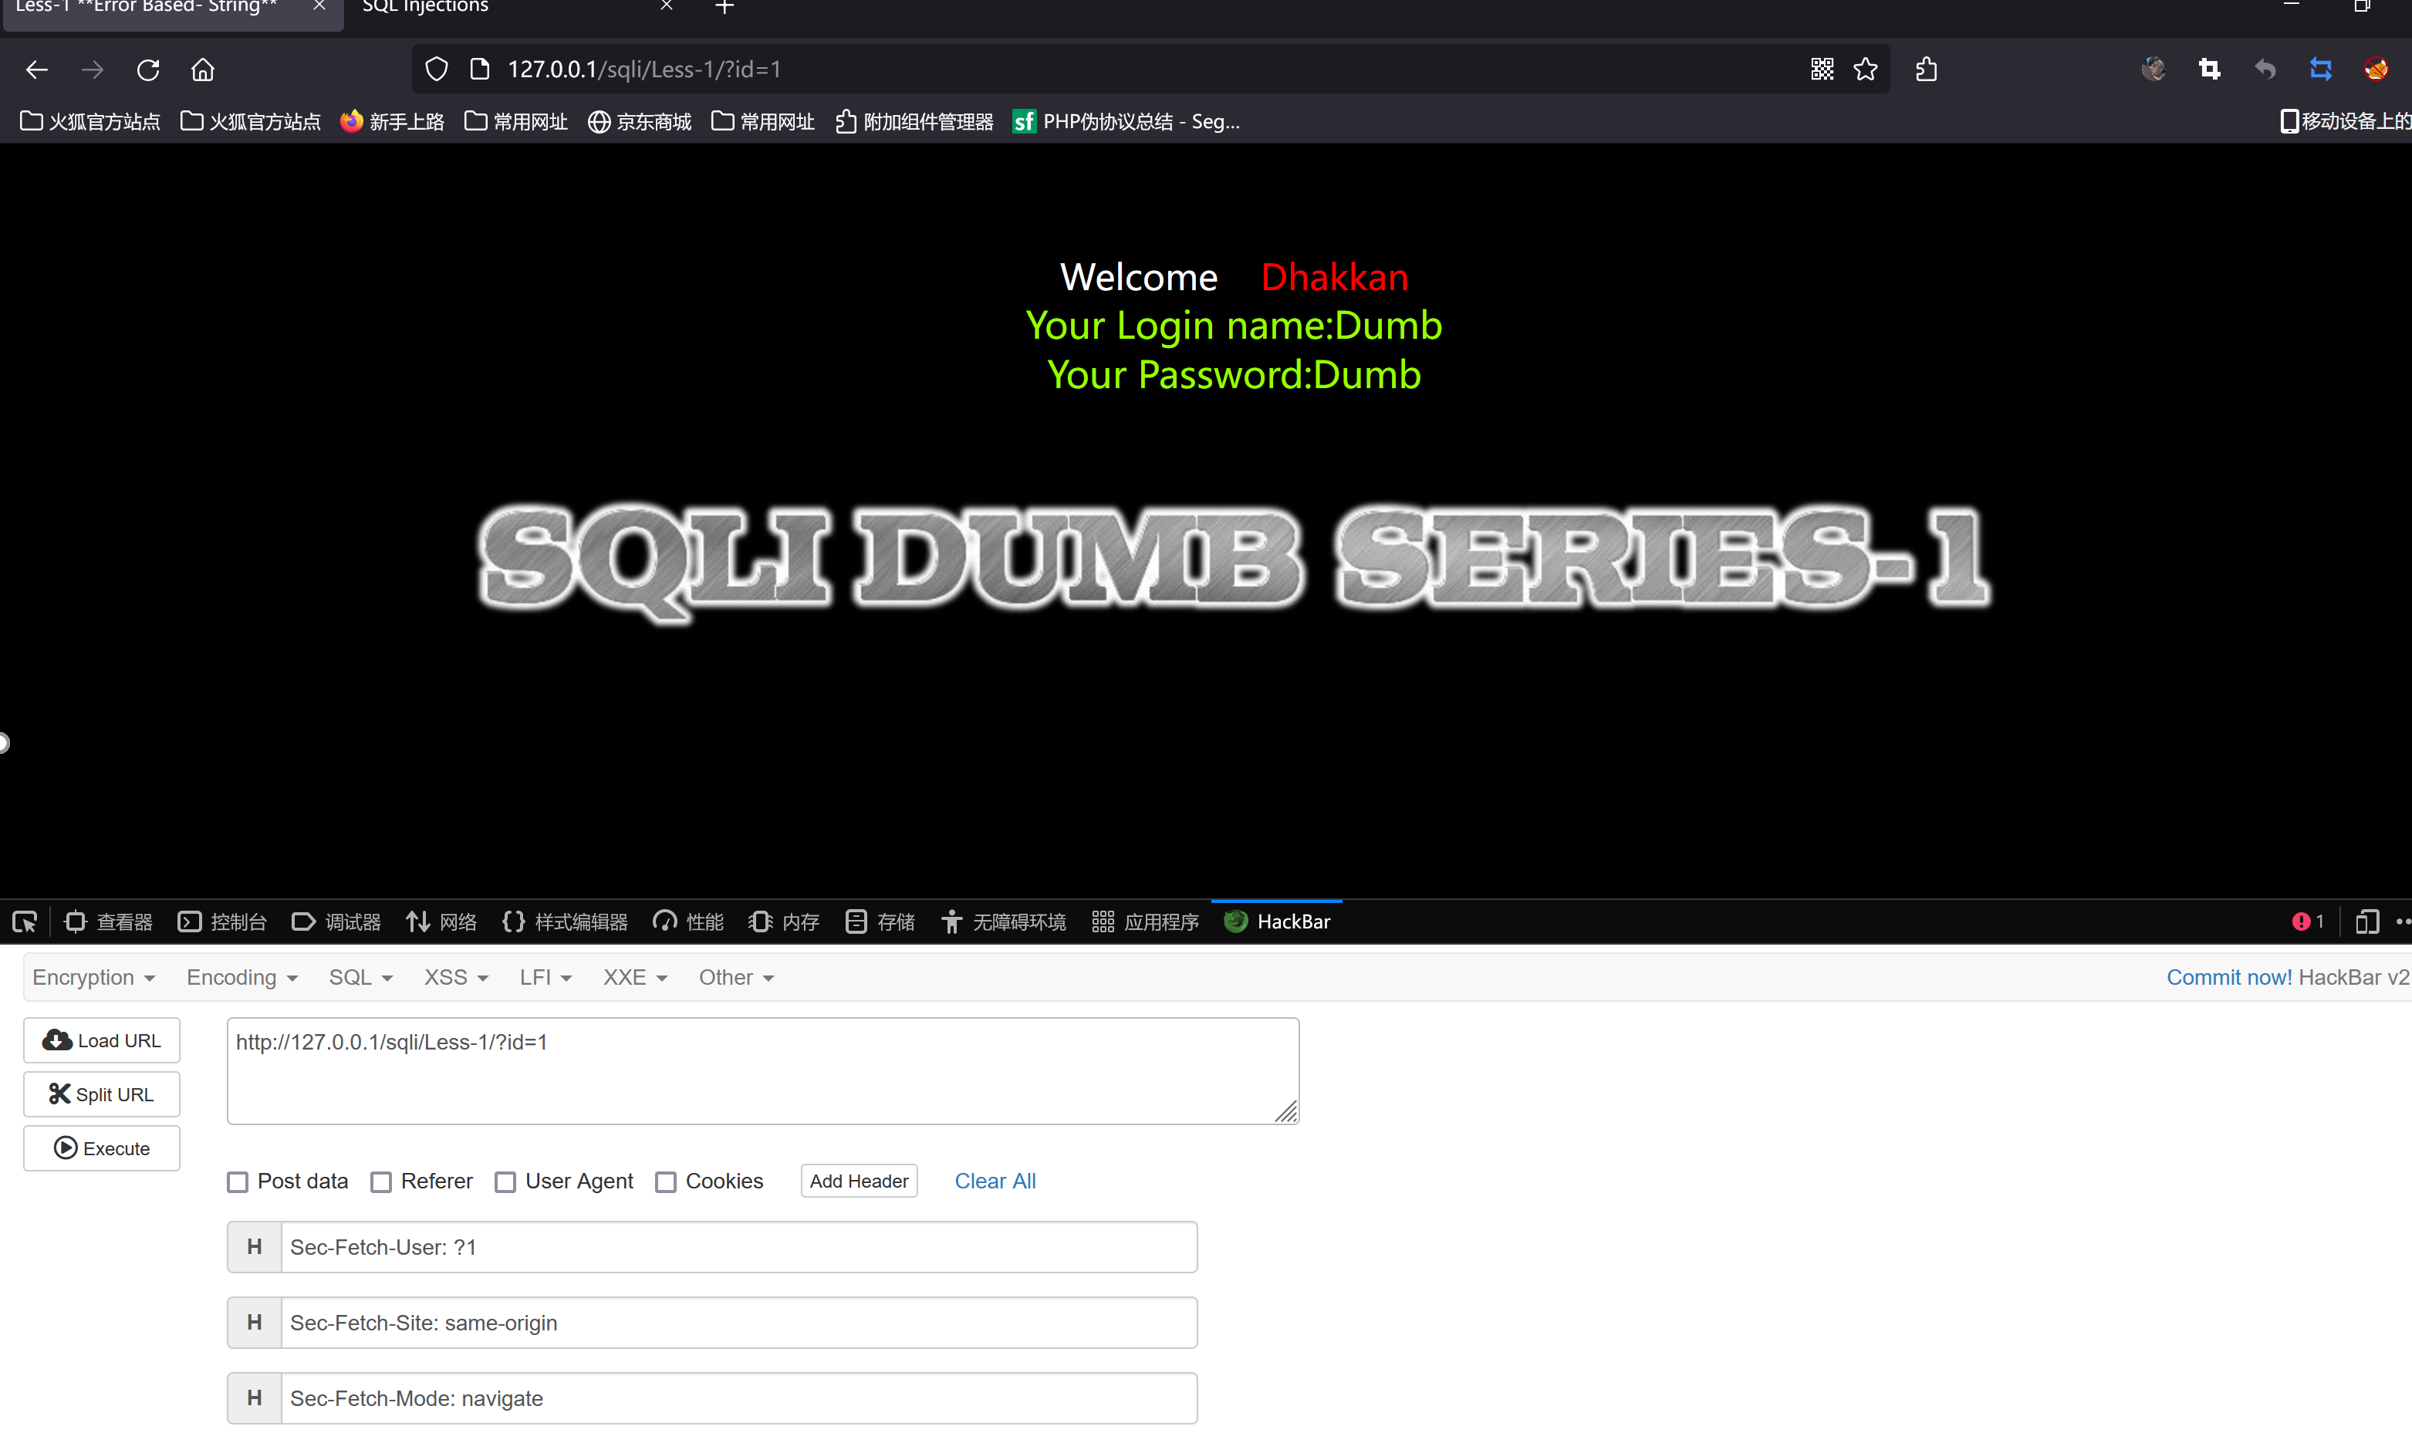 Less-1 **Error Based- String**
SQL Injections
127.0.0.1/sqli/Less-1/?id=1
火狐官方站点 火狐官方站点 新手上路 常用网址 京东商城 常用网址 附加组件管理器 sf PHP伪协议总结 - Seg... 移动设备上的
Welcome Dhakkan
Your Login name:Dumb
Your Password:Dumb
SQLI DUMB SERIES-1
查看器 控制台 调试器 网络 样式编辑器 性能 内存 存储 无障碍环境 应用程序 HackBar 1
Encryption Encoding SQL XSS LFI XXE Other Commit now! HackBar v2
Load URL
http://127.0.0.1/sqli/Less-1/?id=1
Split URL
Execute
Post data Referer User Agent Cookies Add Header Clear All
H Sec-Fetch-User: ?1
H Sec-Fetch-Site: same-origin
H Sec-Fetch-Mode: navigate